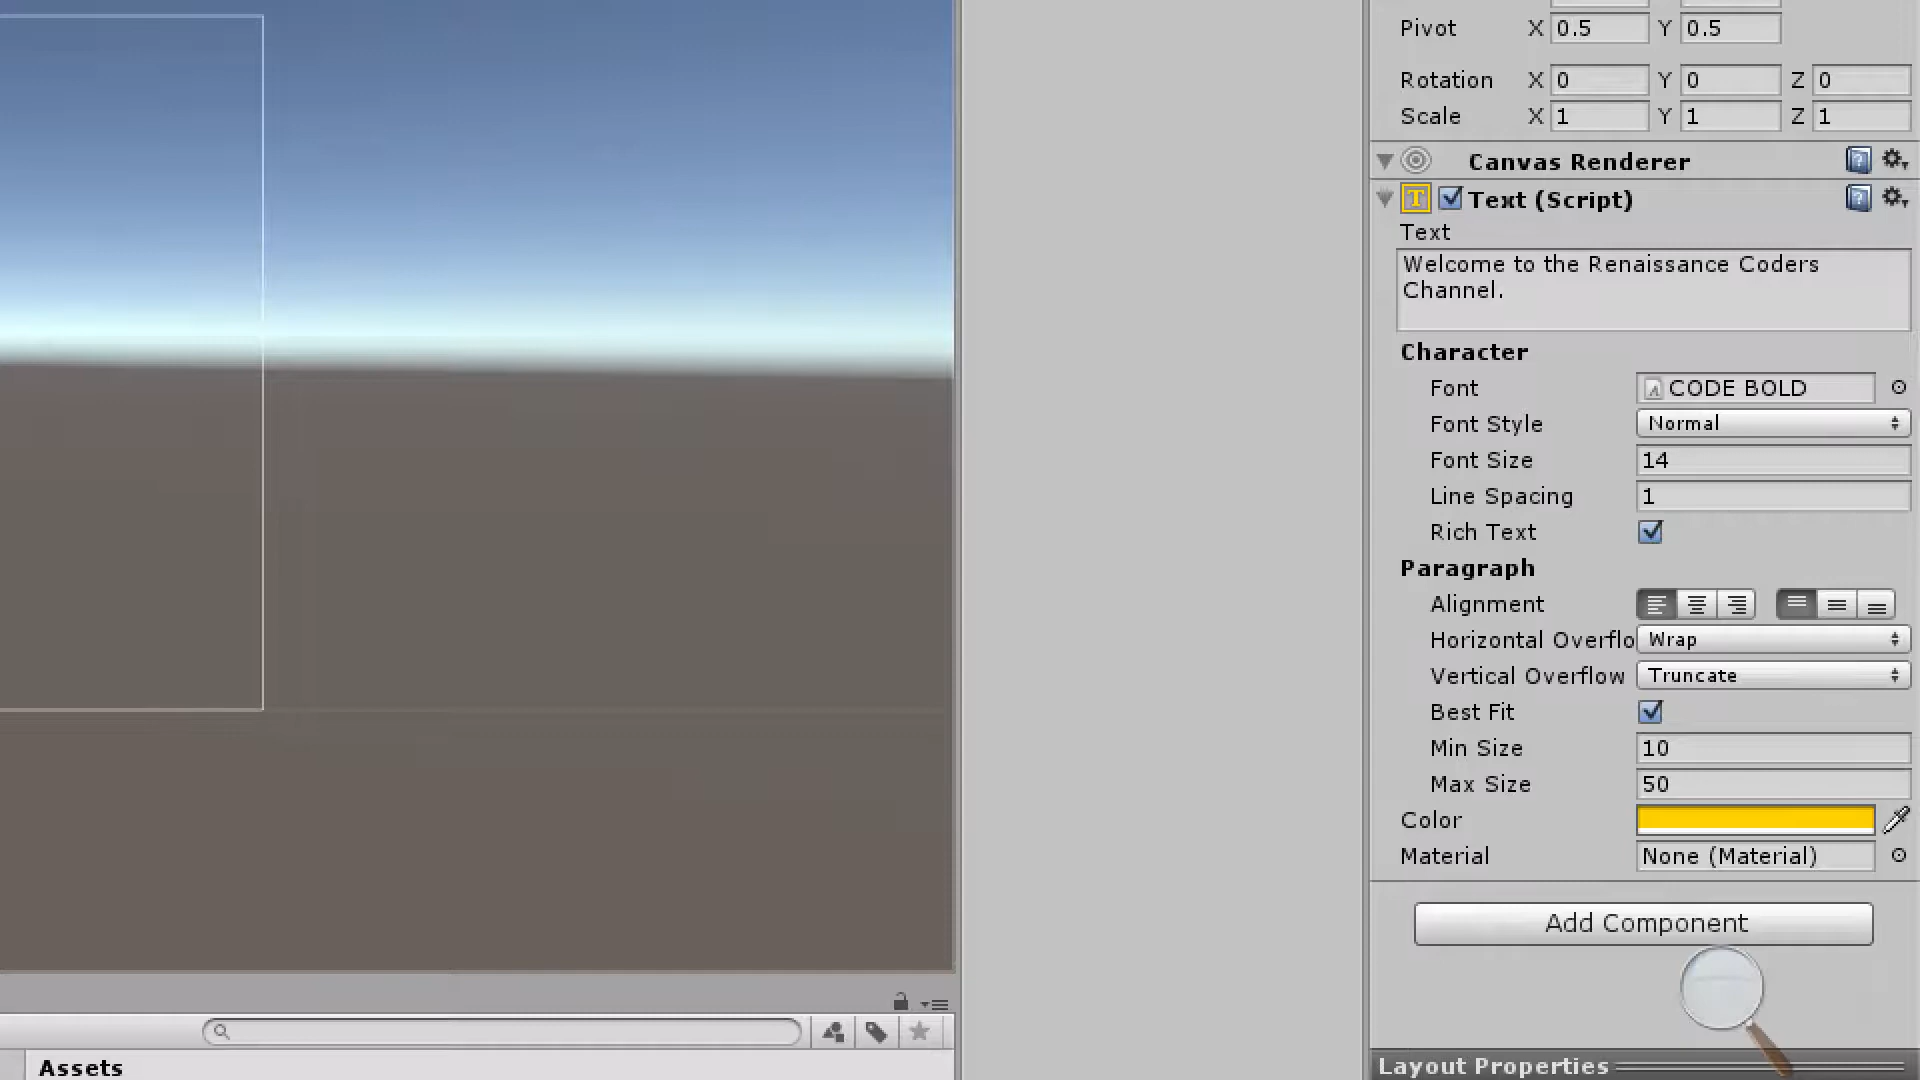 Pivot X 0.5 Y 0.5
Rotation X 0 Y 0 Z 0
Scale X 1 Y 1 Z 1
Canvas Renderer
T Text (Script)
Text
Welcome to the Renaissance Coders
Channel.
Character
Font CODE BOLD
Font Style Normal
Font Size 14
Line Spacing 1
Rich Text
Paragraph
Alignment
Horizontal Overflo Wrap
Vertical Overflow Truncate
Best Fit
Min Size 10
Max Size 50
Color
Material None (Material)
Add Component
Layout Properties
Assets